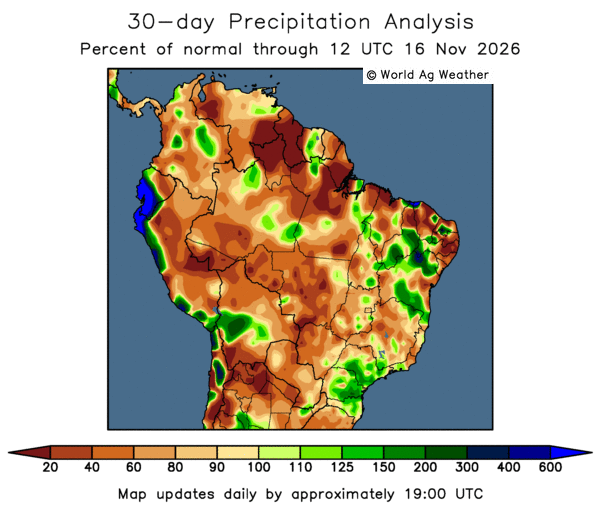 30-day Precipitation Analysis
Percent of normal through 12 UTC 16 Nov 2026
© World Ag Weather
20 40 60 80 90 100 110 125 150 200 300 400 600
Map updates daily by approximately 19:00 UTC